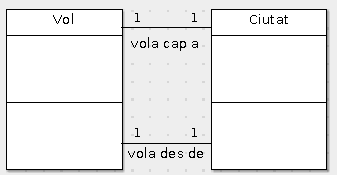 Vol
1 1
Ciutat
vola cap a
1 1
vola des de